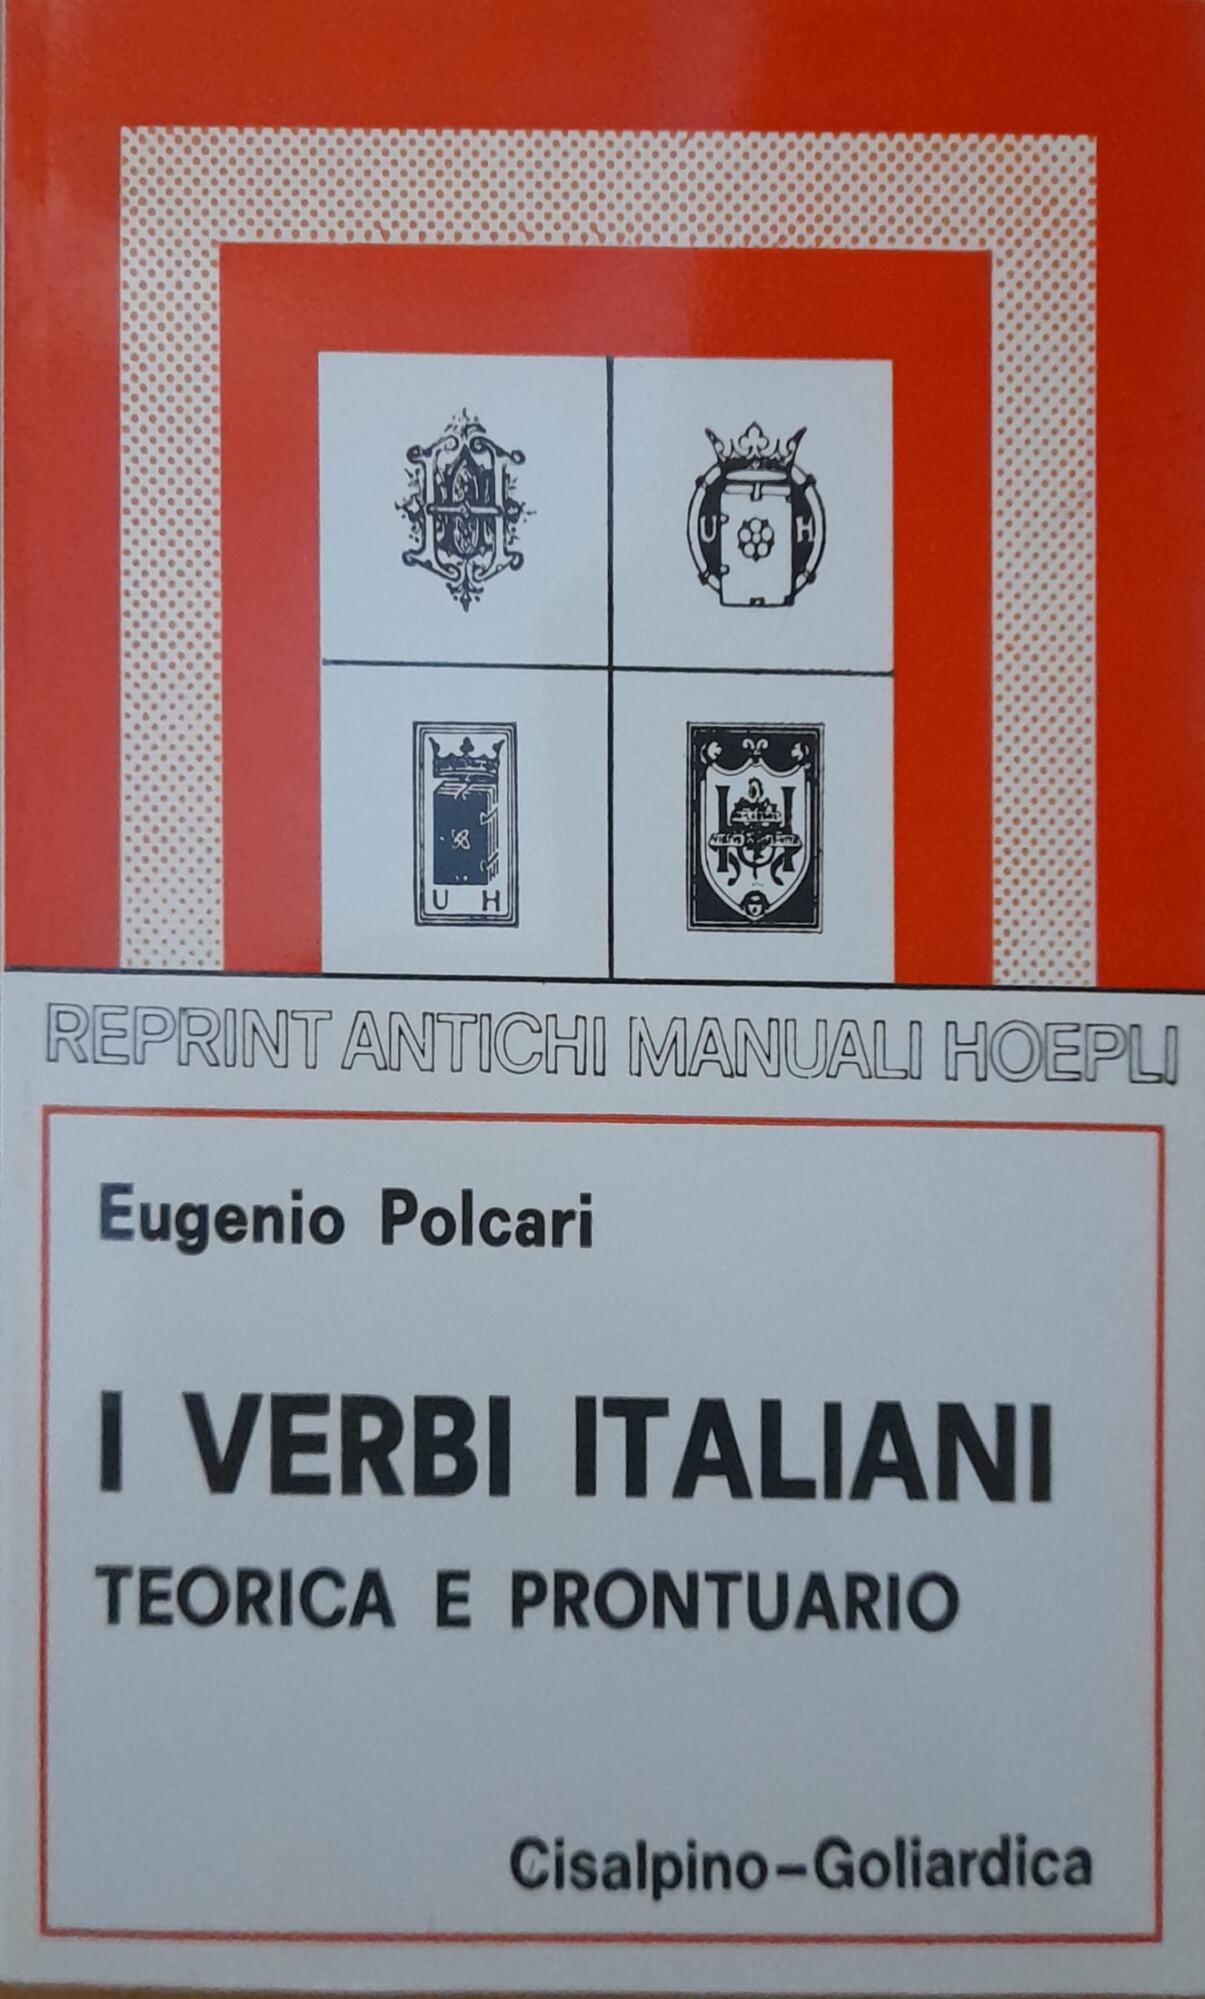 U H
U H
REPRINT ANTICHI MANUALI HOEPLI
Eugenio Polcari
I VERBI ITALIANI
TEORICA E PRONTUARIO
Cisalpino-Goliardica